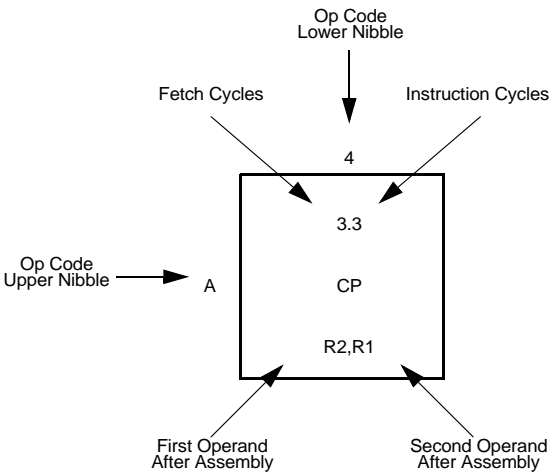 Op Code
Lower Nibble
Fetch Cycles
Instruction Cycles
4
3.3
Op Code
Upper Nibble
A
CP
R2,R1
First Operand
After Assembly
Second Operand
After Assembly